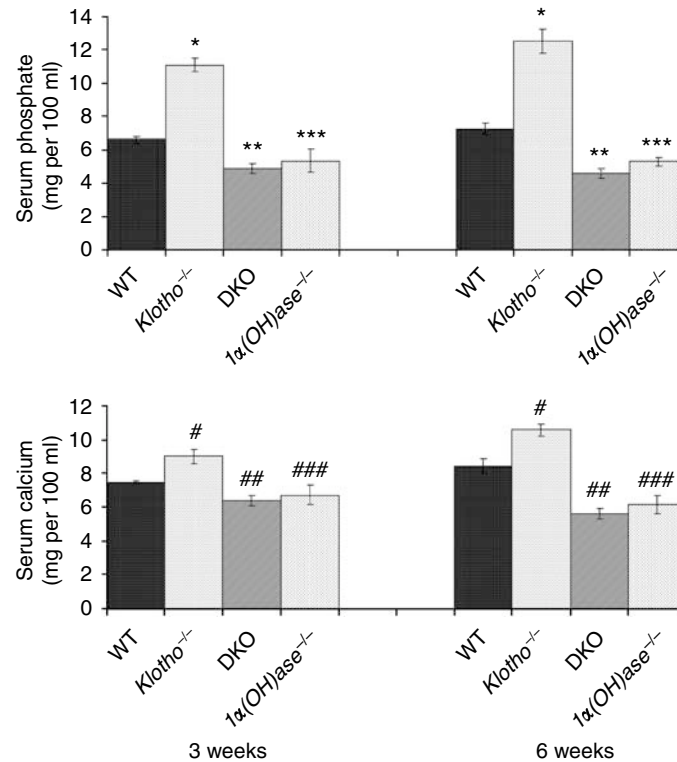 Serum phosphate
(mg per 100 ml)
14
12
10
8
6
4
2
0
*
**
***
*
**
***
WT
Klotho⁻/⁻
DKO
1α(OH)ase⁻/⁻
WT
Klotho⁻/⁻
DKO
1α(OH)ase⁻/⁻
Serum calcium
(mg per 100 ml)
12
10
8
6
4
2
0
#
##
###
#
##
###
WT
Klotho⁻/⁻
DKO
1α(OH)ase⁻/⁻
WT
Klotho⁻/⁻
DKO
1α(OH)ase⁻/⁻
3 weeks
6 weeks